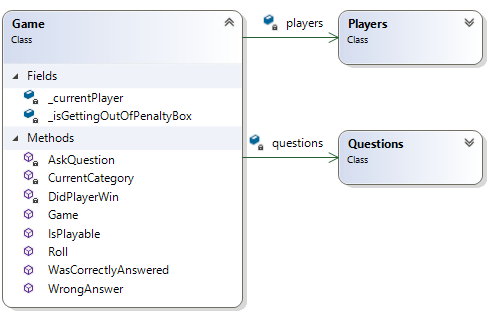 Game
Class
Fields
_currentPlayer
_isGettingOutOfPenaltyBox
Methods
AskQuestion
CurrentCategory
DidPlayerWin
Game
IsPlayable
Roll
WasCorrectlyAnswered
WrongAnswer
players
Players
Class
questions
Questions
Class